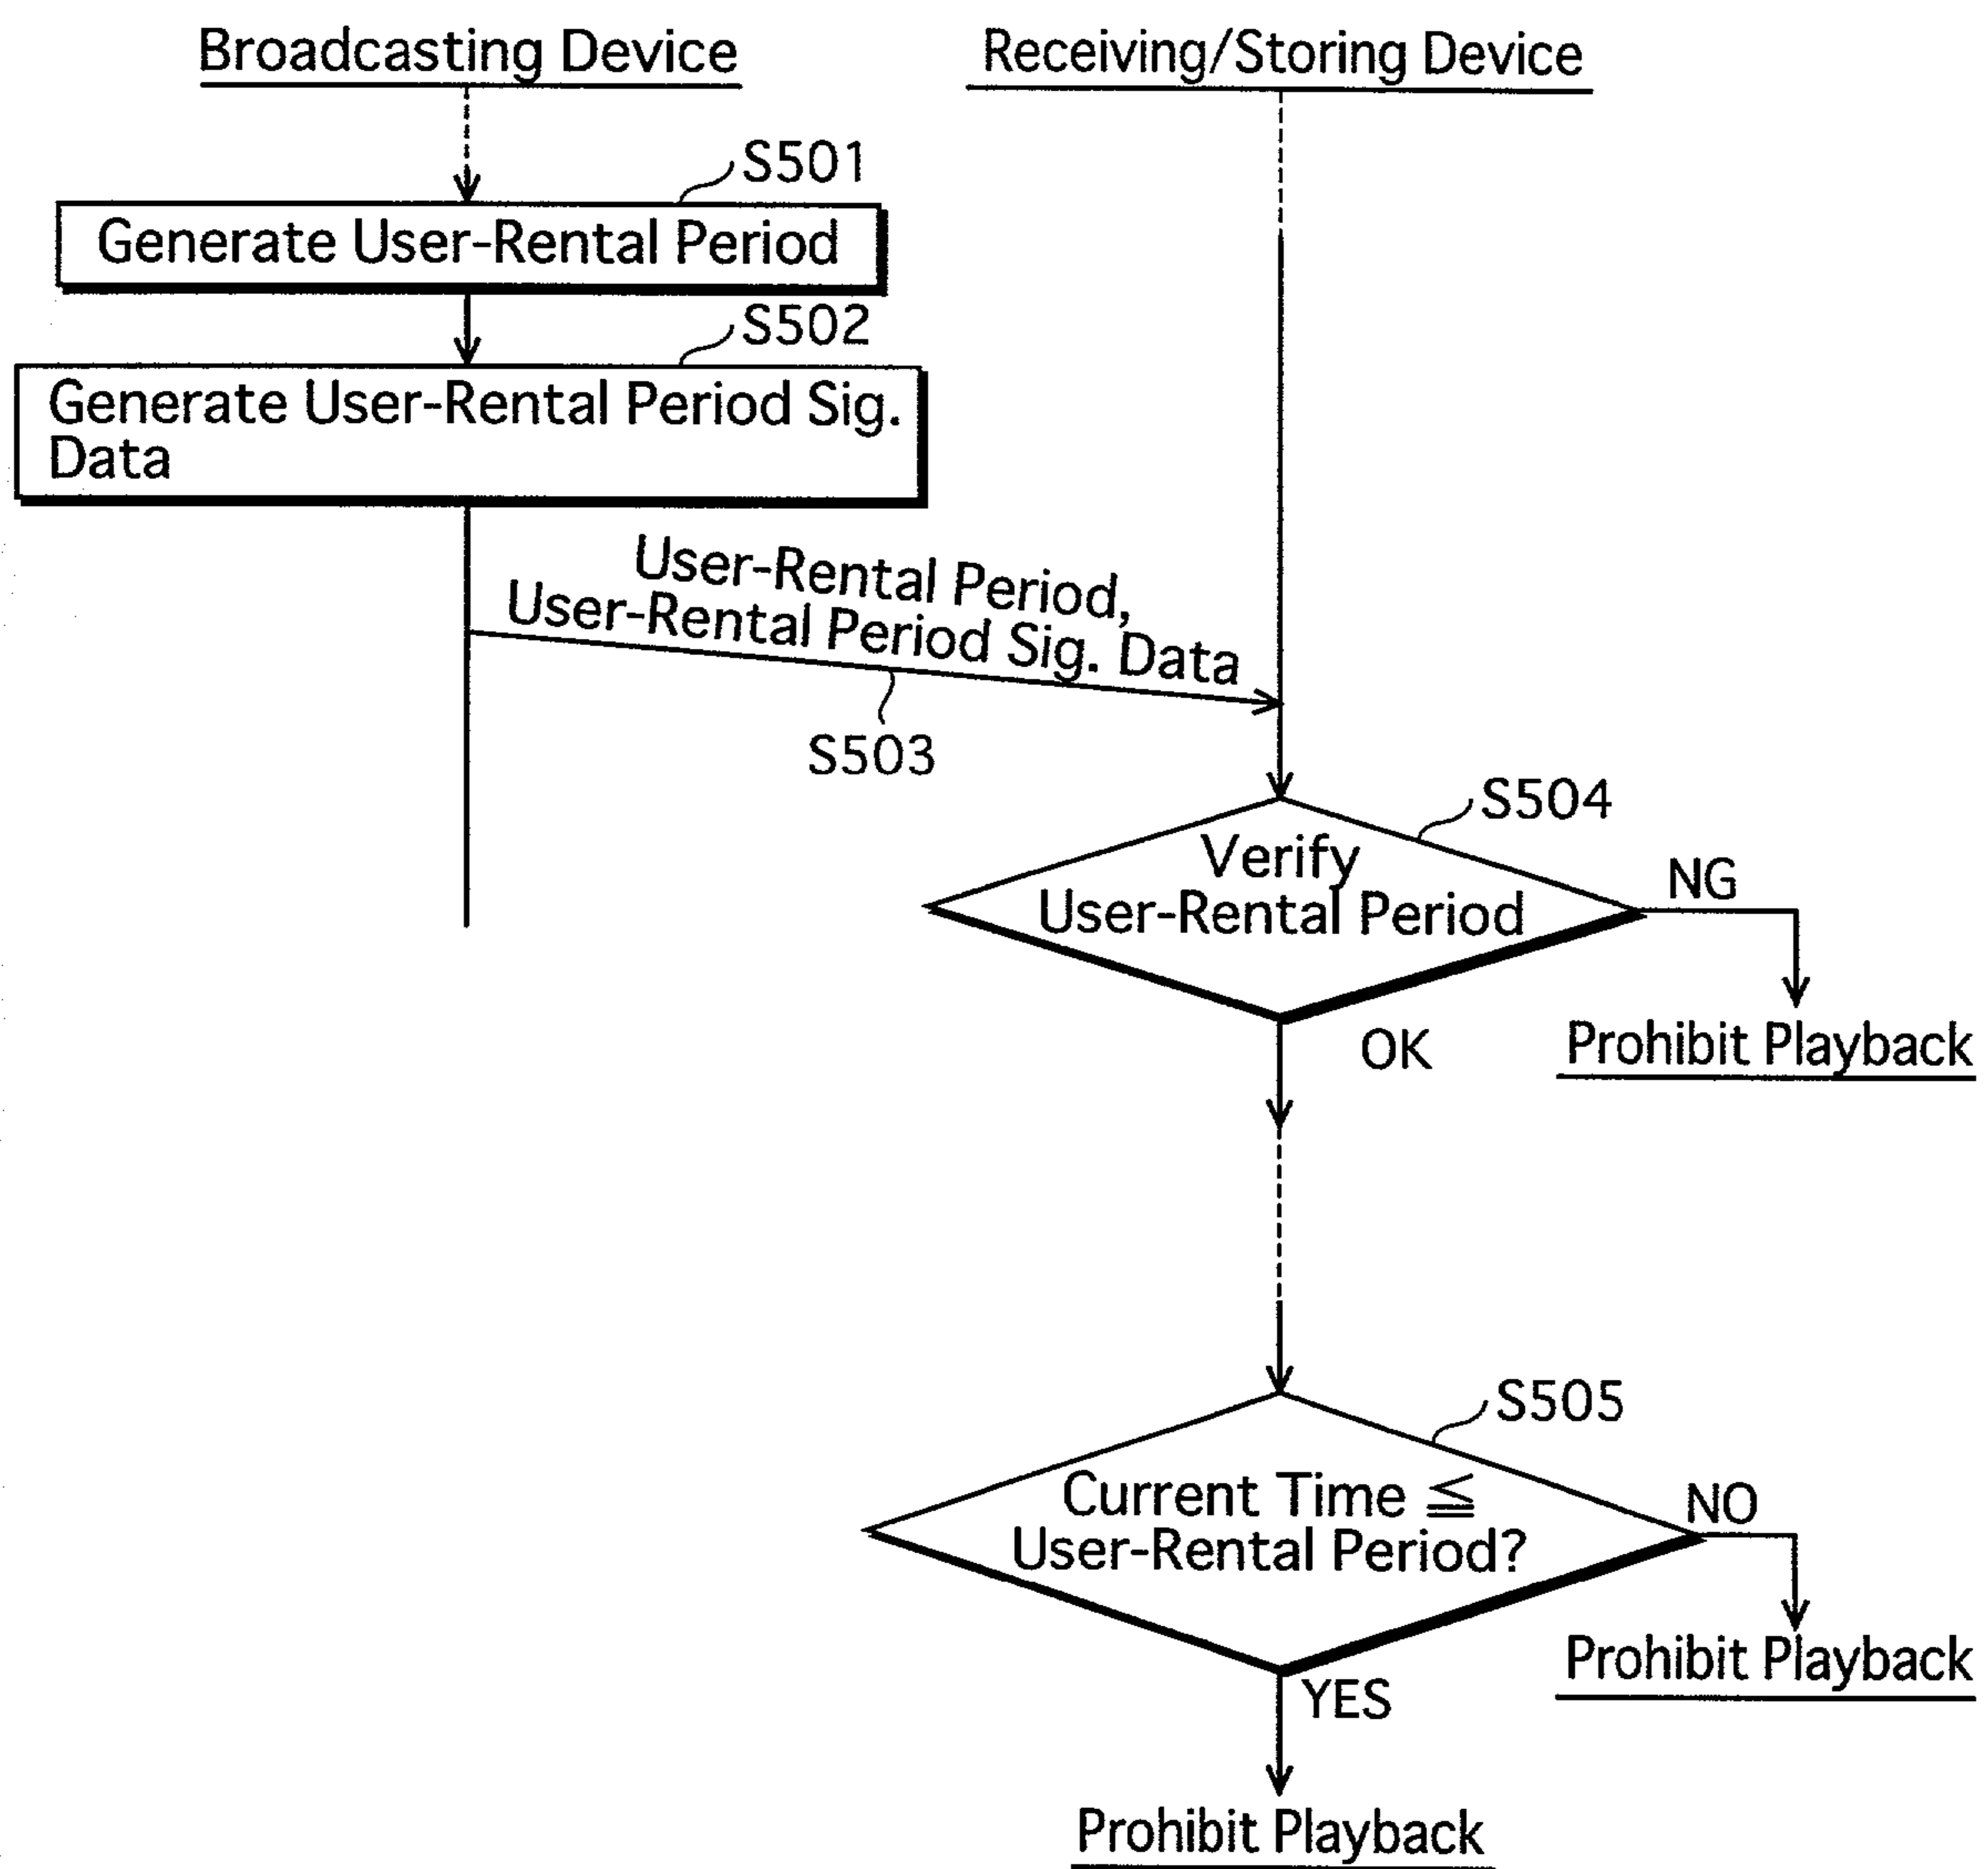 Broadcasting Device
Receiving/Storing Device
S501
Generate User-Rental Period
S502
Generate User-Rental Period Sig.
Data
User-Rental Period,
User-Rental Period Sig. Data
S503
S504
Verify
User-Rental Period
NG
OK
Prohibit Playback
S505
Current Time ≦
User-Rental Period?
NO
Prohibit Playback
YES
Prohibit Playback